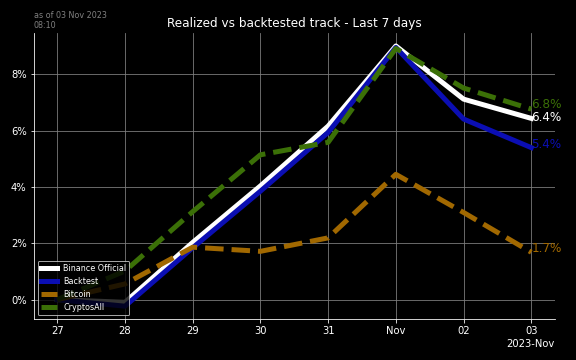 as of 03 Nov 2023
08:10
Realized vs backtested track - Last 7 days
8%
6%
4%
2%
0%
6.8%
6.4%
5.4%
1.7%
Binance Official
Backtest
Bitcoin
CryptosAll
27 28 29 30 31 Nov 02 03
2023-Nov